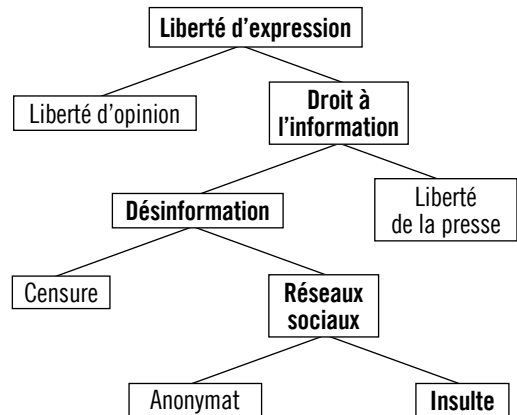 Liberté d'expression
Liberté d'opinion
Droit à
l'information
Désinformation
Liberté
de la presse
Censure
Réseaux
sociaux
Anonymat
Insulte